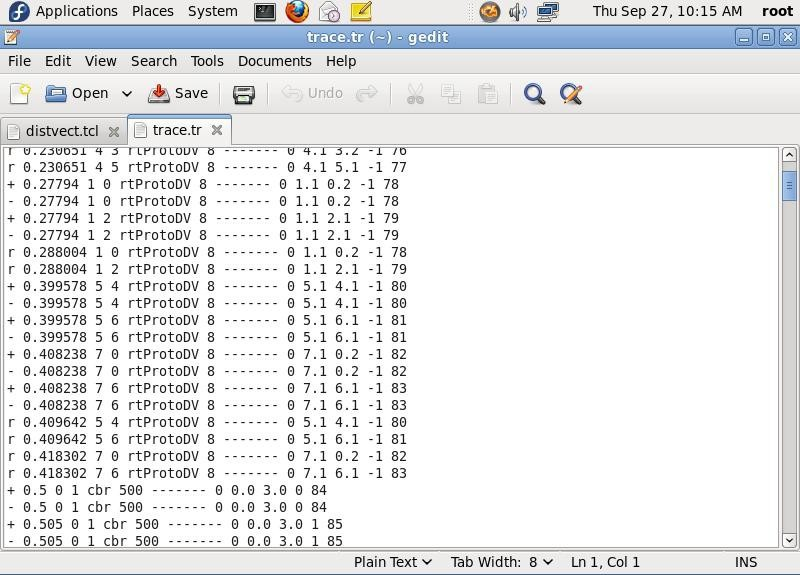 Applications Places System Thu Sep 27, 10:15 AM root
trace.tr (~) - gedit
File Edit View Search Tools Documents Help
Open Save Undo
distvect.tcl trace.tr
r 0.230651 4 3 rtProtoDV 8 ------- 0 4.1 3.2 -1 76
r 0.230651 4 5 rtProtoDV 8 ------- 0 4.1 5.1 -1 77
+ 0.27794 1 0 rtProtoDV 8 ------- 0 1.1 0.2 -1 78
- 0.27794 1 0 rtProtoDV 8 ------- 0 1.1 0.2 -1 78
+ 0.27794 1 2 rtProtoDV 8 ------- 0 1.1 2.1 -1 79
- 0.27794 1 2 rtProtoDV 8 ------- 0 1.1 2.1 -1 79
r 0.288004 1 0 rtProtoDV 8 ------- 0 1.1 0.2 -1 78
r 0.288004 1 2 rtProtoDV 8 ------- 0 1.1 2.1 -1 79
+ 0.399578 5 4 rtProtoDV 8 ------- 0 5.1 4.1 -1 80
- 0.399578 5 4 rtProtoDV 8 ------- 0 5.1 4.1 -1 80
+ 0.399578 5 6 rtProtoDV 8 ------- 0 5.1 6.1 -1 81
- 0.399578 5 6 rtProtoDV 8 ------- 0 5.1 6.1 -1 81
+ 0.408238 7 0 rtProtoDV 8 ------- 0 7.1 0.2 -1 82
- 0.408238 7 0 rtProtoDV 8 ------- 0 7.1 0.2 -1 82
+ 0.408238 7 6 rtProtoDV 8 ------- 0 7.1 6.1 -1 83
- 0.408238 7 6 rtProtoDV 8 ------- 0 7.1 6.1 -1 83
r 0.409642 5 4 rtProtoDV 8 ------- 0 5.1 4.1 -1 80
r 0.409642 5 6 rtProtoDV 8 ------- 0 5.1 6.1 -1 81
r 0.418302 7 0 rtProtoDV 8 ------- 0 7.1 0.2 -1 82
r 0.418302 7 6 rtProtoDV 8 ------- 0 7.1 6.1 -1 83
+ 0.5 0 1 cbr 500 ------- 0 0.0 3.0 0 84
- 0.5 0 1 cbr 500 ------- 0 0.0 3.0 0 84
+ 0.505 0 1 cbr 500 ------- 0 0.0 3.0 1 85
- 0.505 0 1 cbr 500 ------- 0 0.0 3.0 1 85
Plain Text Tab Width: 8 Ln 1, Col 1 INS